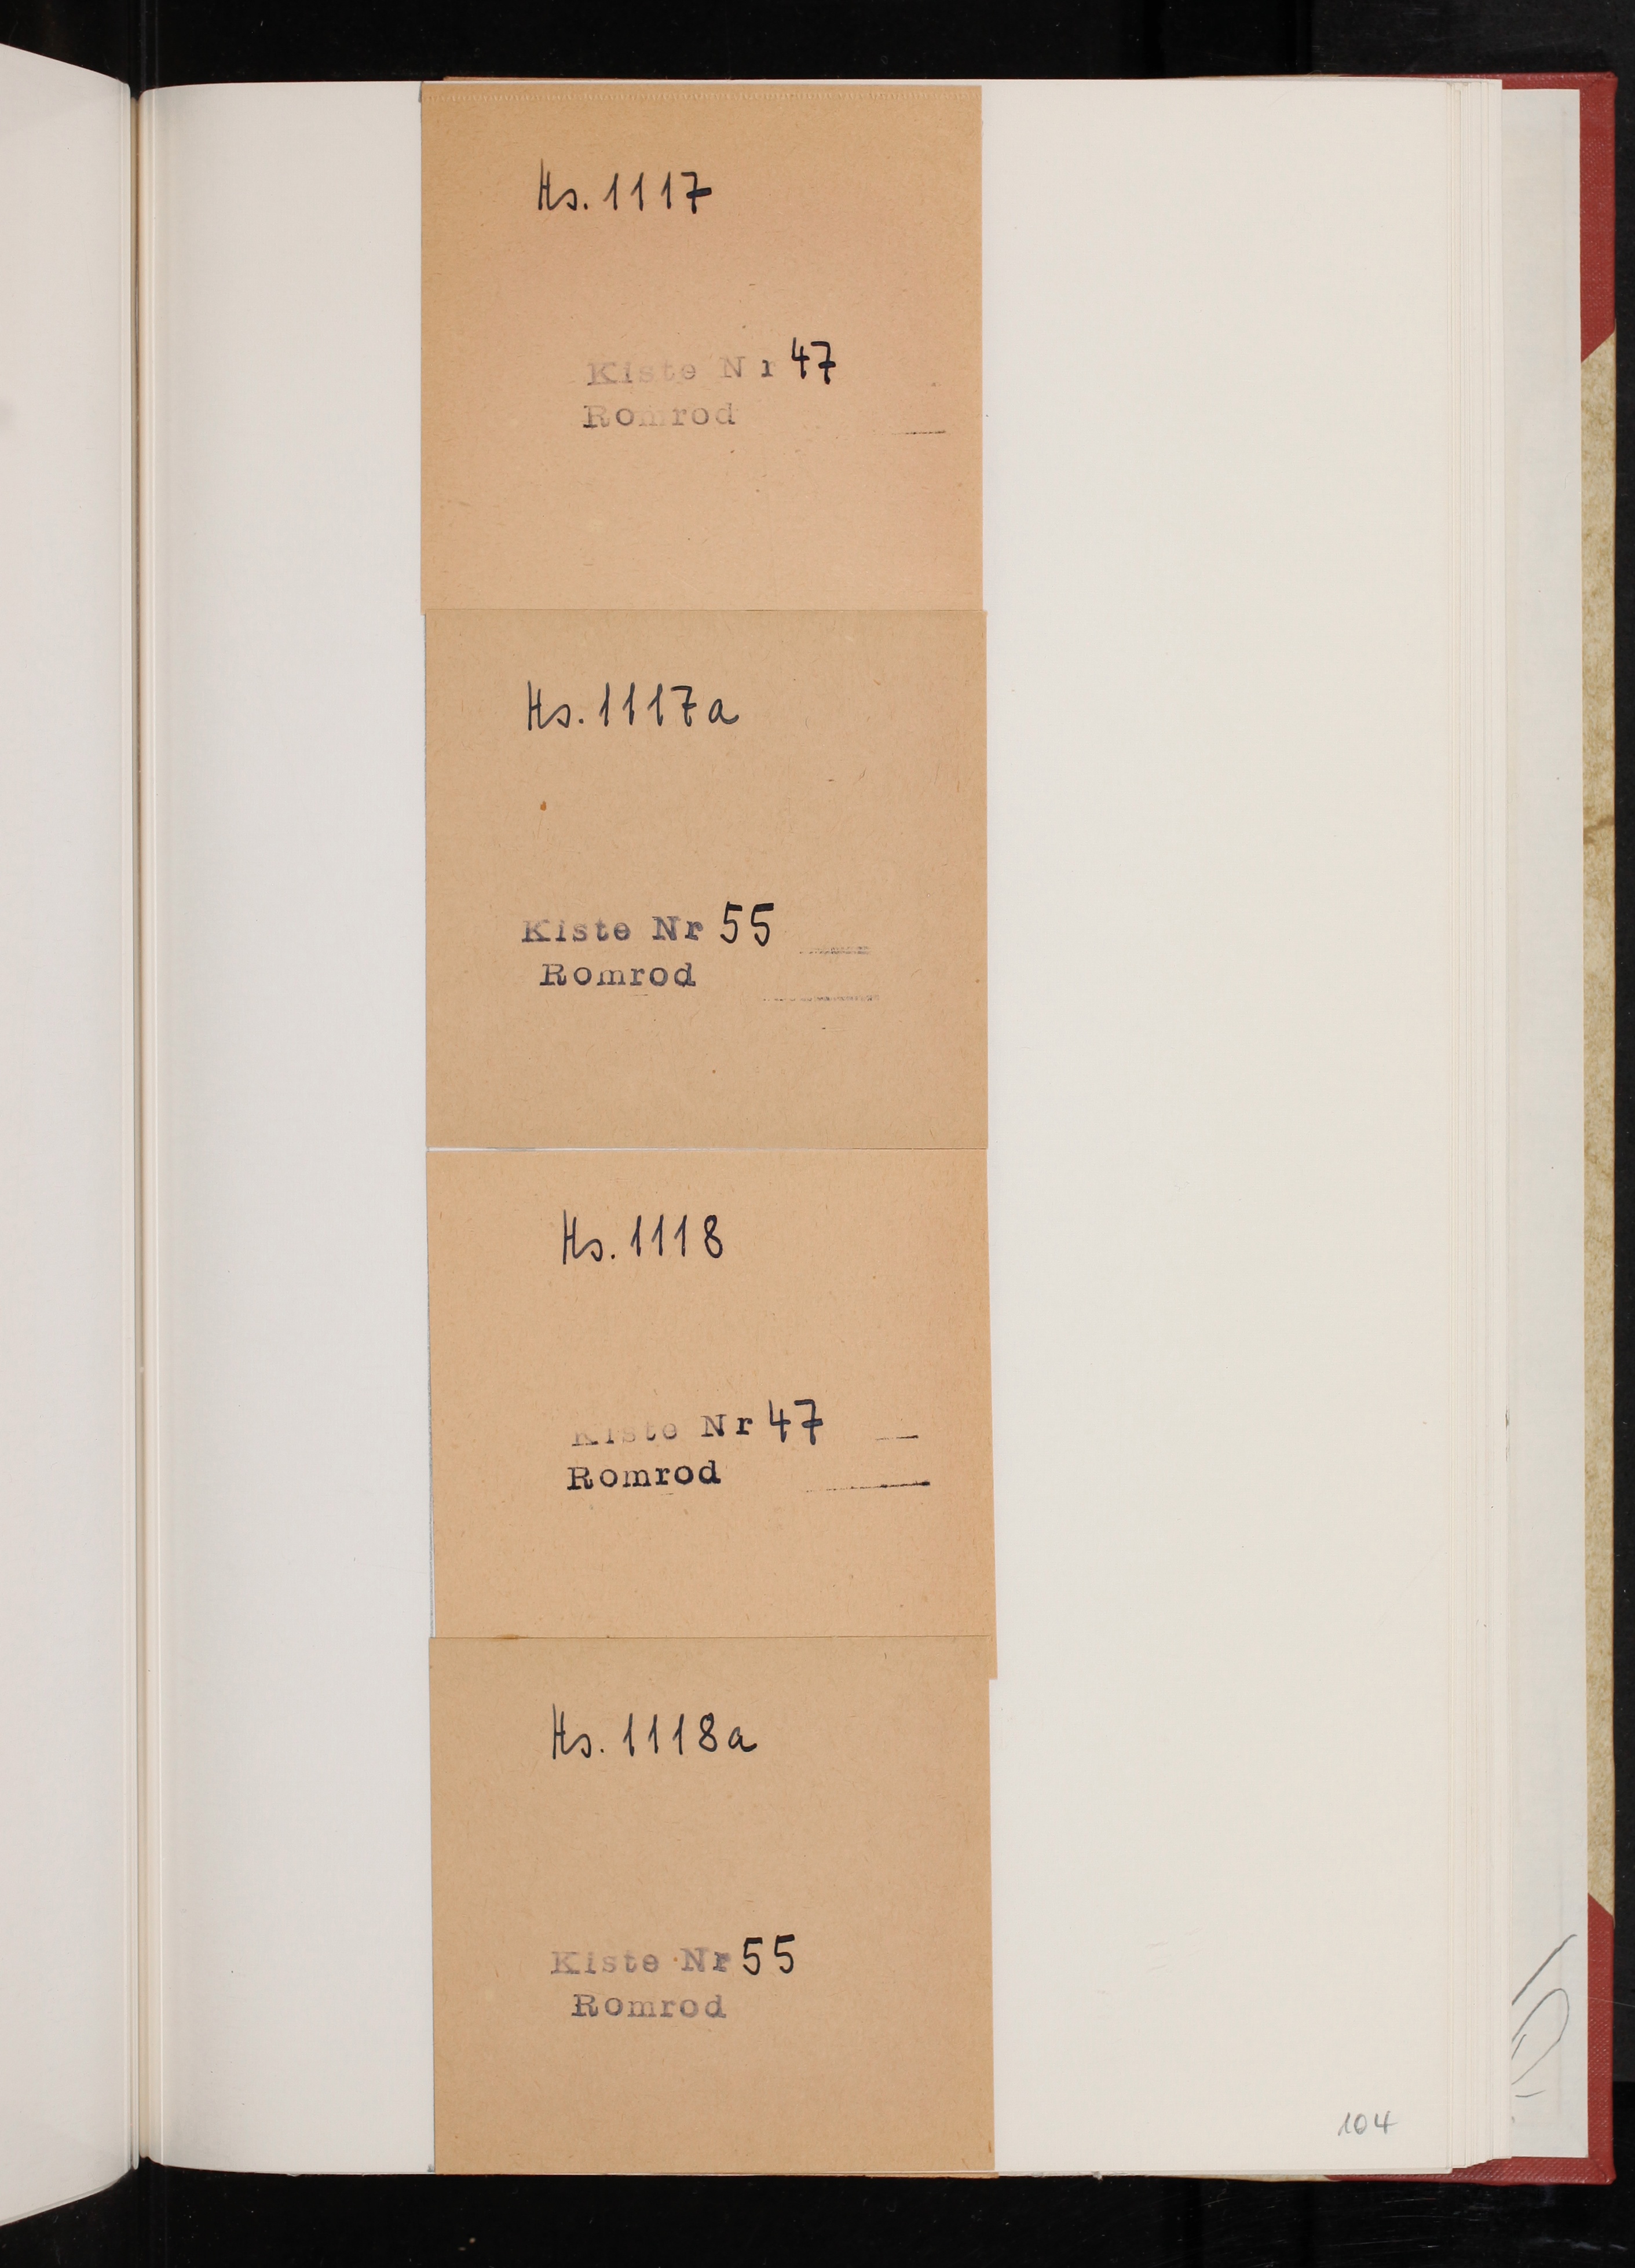 Hs. 1117
Kiste Nr 47
Romrod
Hs. 1117a
Kiste Nr 55
Romrod
Hs. 1118
Kiste Nr 47
Romrod
Hs. 1118a
Kiste Nr 55
Romrod
104